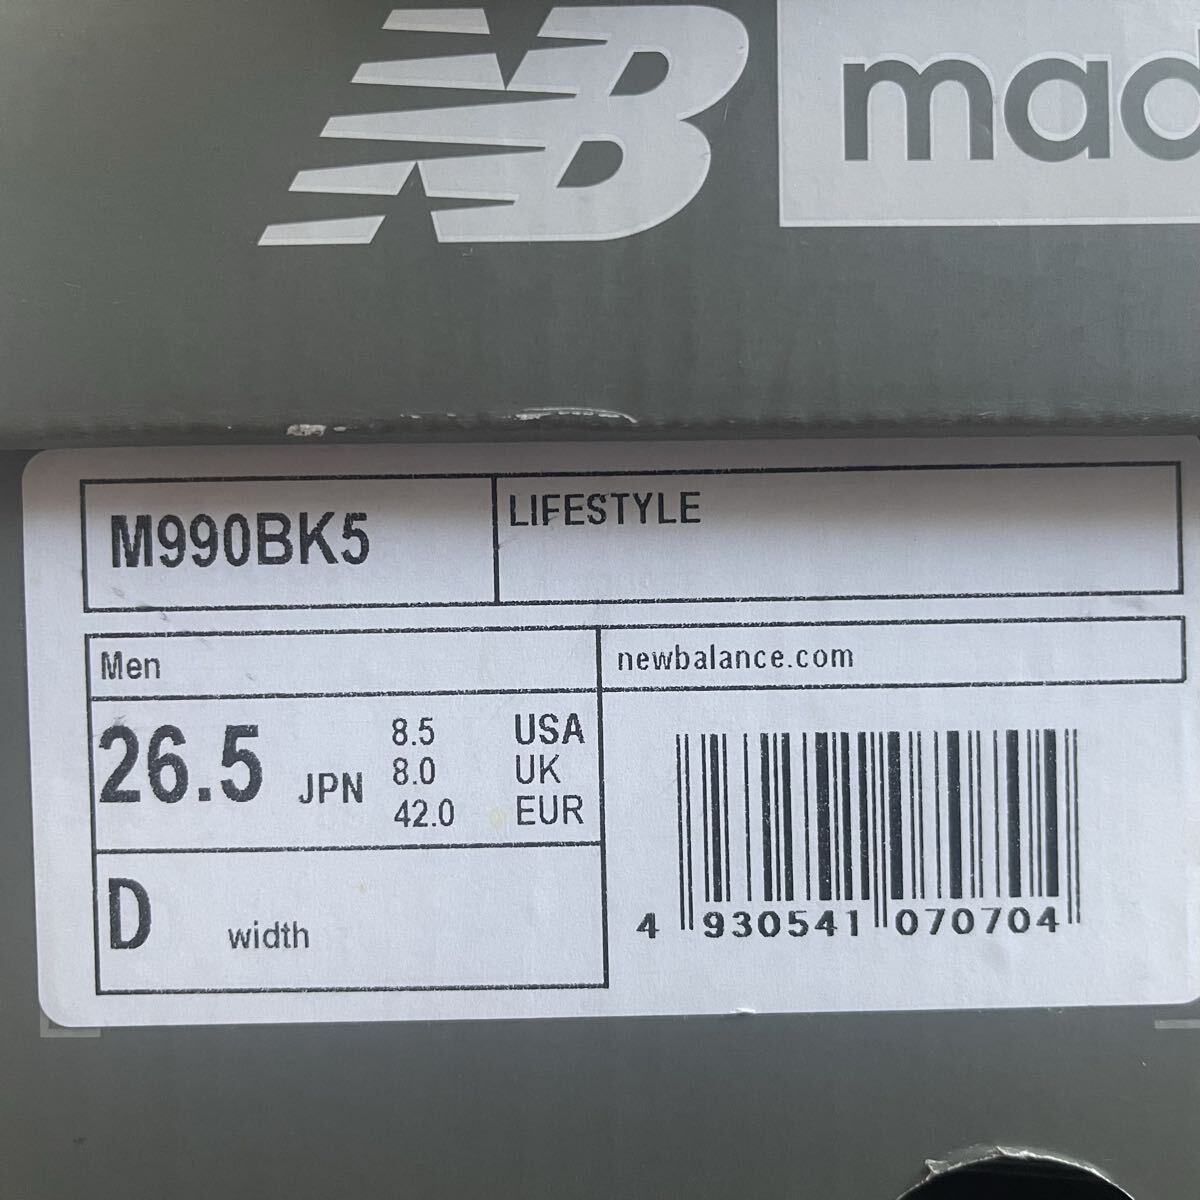 NB mad
M990BK5
LIFESTYLE
Men
newbalance.com
26.5 JPN
8.5 USA
8.0 UK
42.0 EUR
D width
4 930541 070704